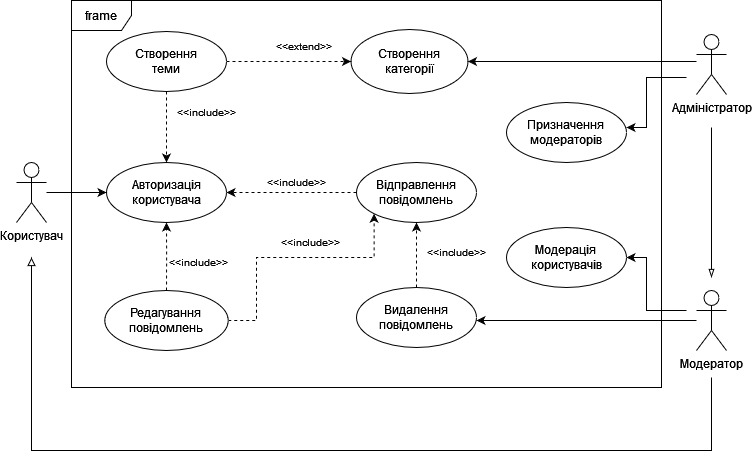 frame
Створення
теми
<<extend>>
Створення
категорії
Адміністратор
<<include>>
Призначення
модераторів
Авторизація
користувача
<<include>>
Відправлення
повідомлень
Користувач
<<include>>
<<include>>
<<include>>
Модерація
користувачів
Редагування
повідомлень
Видалення
повідомлень
Модератор